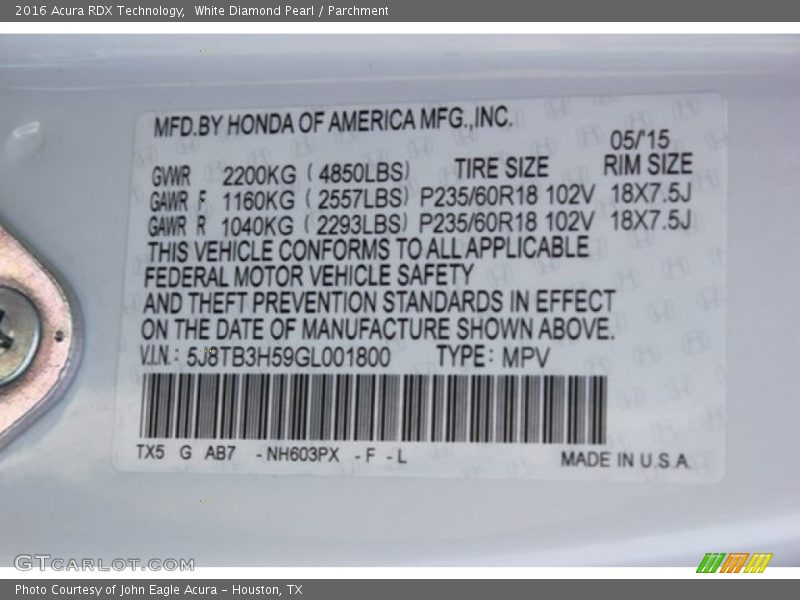 2016 Acura RDX Technology,  White Diamond Pearl / Parchment
MFD.BY HONDA OF AMERICA MFG.,INC.
05/'15
GVWR 2200KG ( 4850LBS) TIRE SIZE RIM SIZE
GAWR F 1160KG ( 2557LBS) P235/60R18 102V 18X7.5J
GAWR R 1040KG ( 2293LBS) P235/60R18 102V 18X7.5J
THIS VEHICLE CONFORMS TO ALL APPLICABLE
FEDERAL MOTOR VEHICLE SAFETY
AND THEFT PREVENTION STANDARDS IN EFFECT
ON THE DATE OF MANUFACTURE SHOWN ABOVE.
V.I.N.: 5J8TB3H59GL001800 TYPE: MPV
TX5 G AB7 -NH603PX -F -L
MADE IN U.S.A
GTCARLOT.COM
Photo Courtesy of John Eagle Acura - Houston, TX